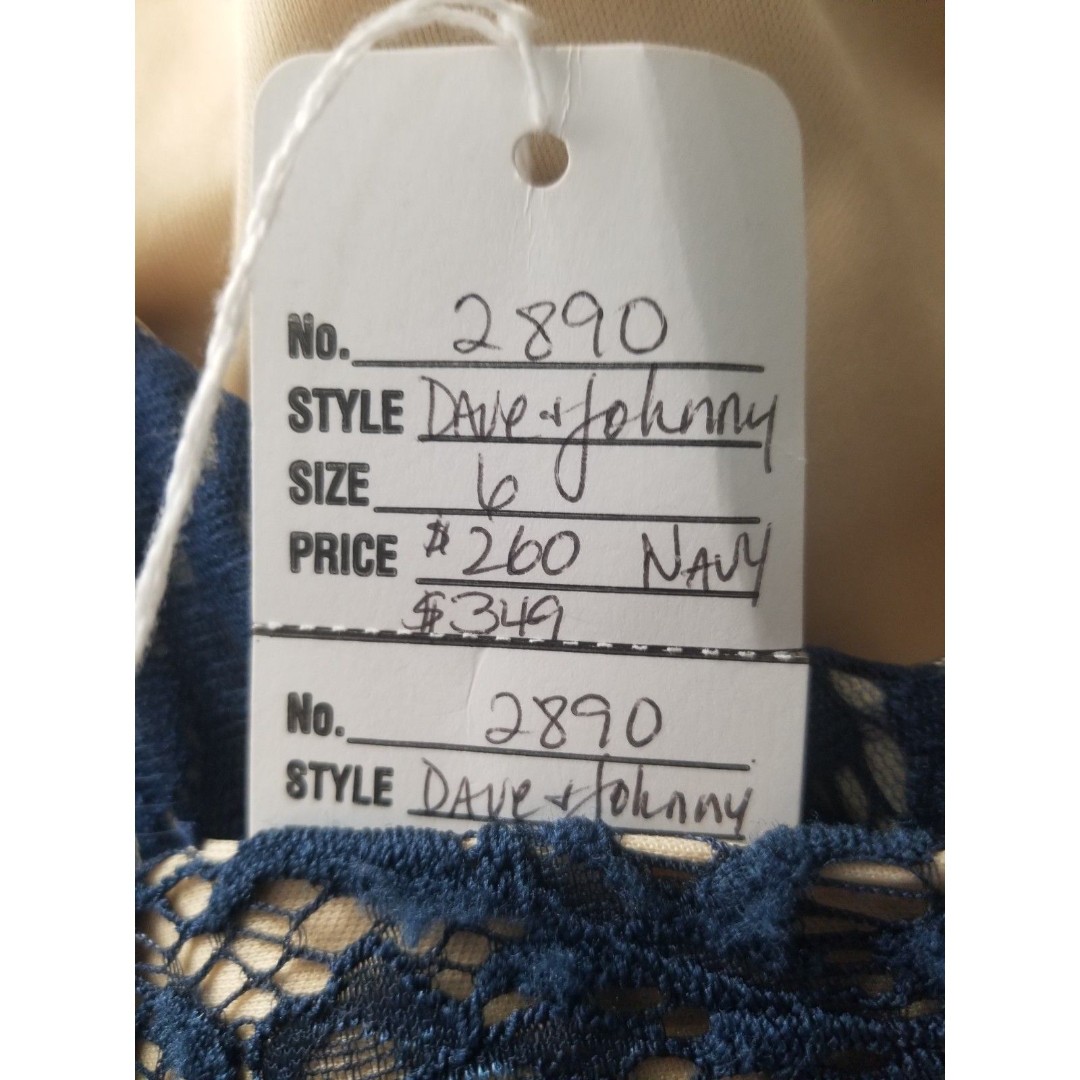 No. 2890
STYLE Dave + Johnny
SIZE 6
PRICE $260 NAVY
$349
No. 2890
STYLE Dave + Johnny